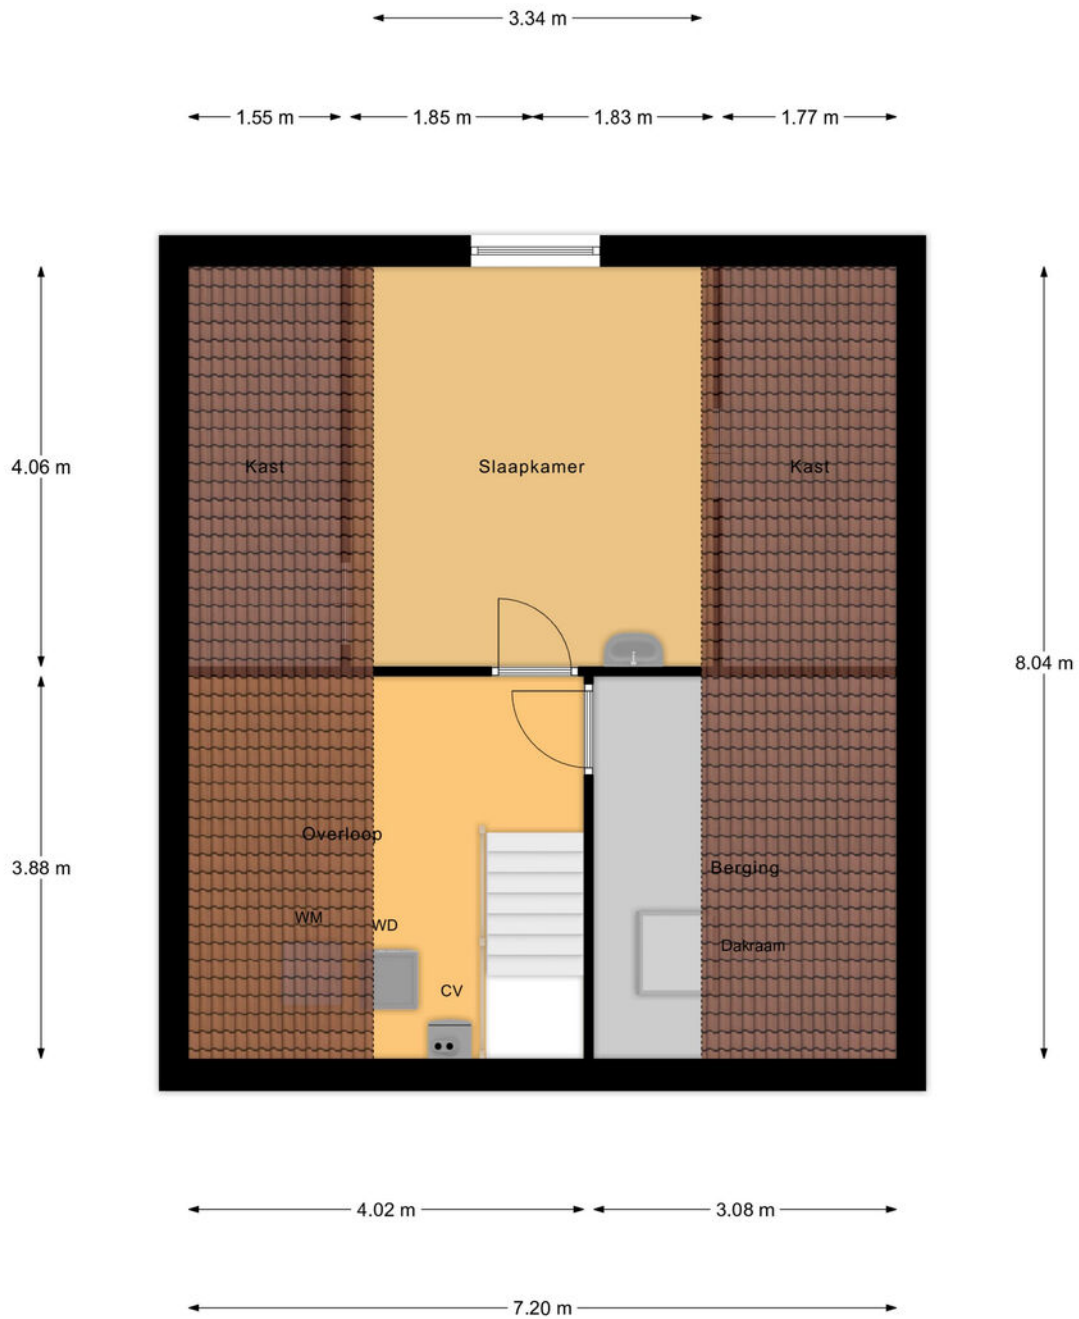 3.34 m
1.55 m 1.85 m 1.83 m 1.77 m
4.06 m
Kast Slaapkamer Kast
8.04 m
Overloop
3.88 m
Berging
WM
WD
Dakraam
CV
4.02 m 3.08 m
7.20 m